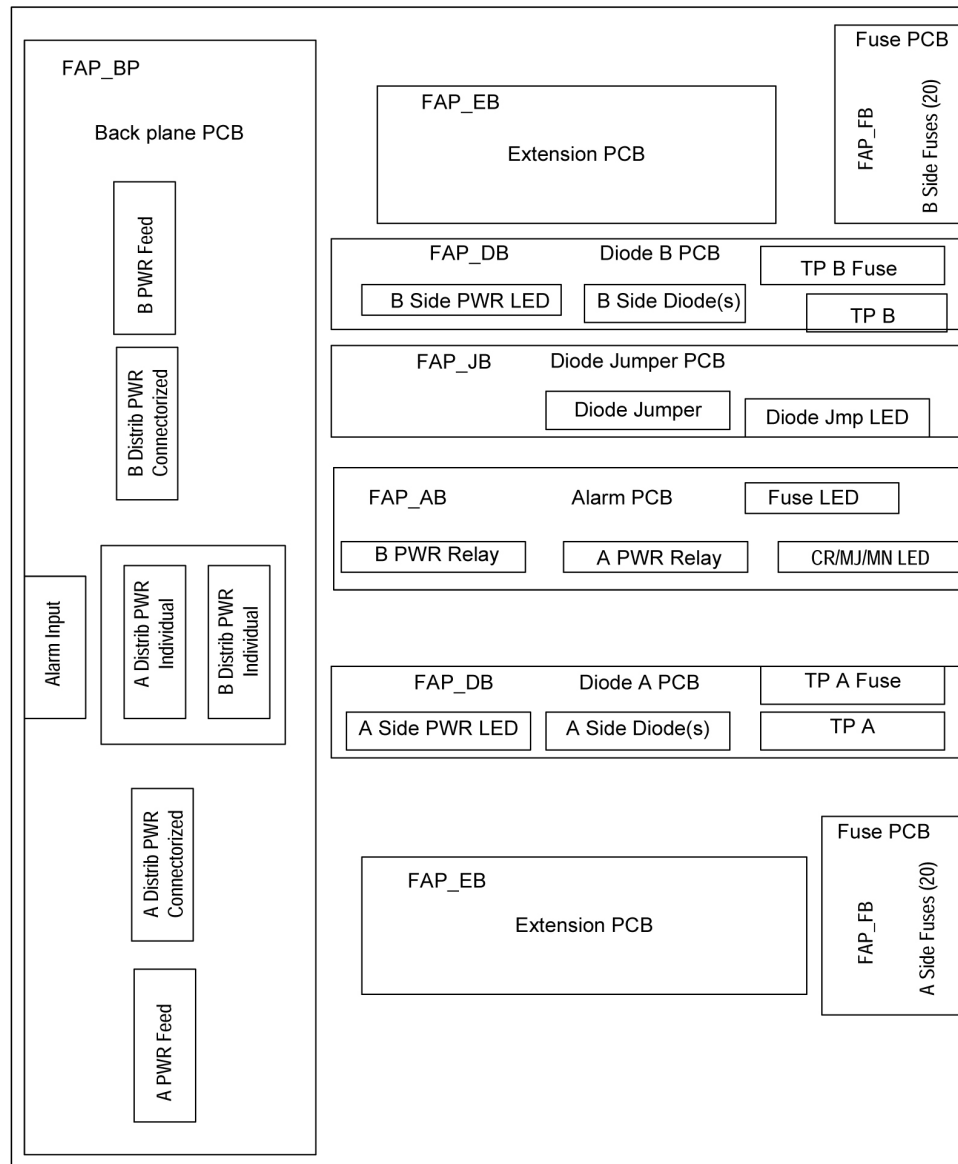 FAP_BP
Back plane PCB
B PWR Feed
B Distrib PWR
Connectorized
Alarm Input
A Distrib PWR
Individual
B Distrib PWR
Individual
A Distrib PWR
Connectorized
A PWR Feed
FAP_EB
Extension PCB
Fuse PCB
FAP_FB
B Side Fuses (20)
FAP_DB
Diode B PCB
TP B Fuse
B Side PWR LED
B Side Diode(s)
TP B
FAP_JB
Diode Jumper PCB
Diode Jumper
Diode Jmp LED
FAP_AB
Alarm PCB
Fuse LED
B PWR Relay
A PWR Relay
CR/MJ/MN LED
FAP_DB
Diode A PCB
TP A Fuse
A Side PWR LED
A Side Diode(s)
TP A
FAP_EB
Extension PCB
Fuse PCB
FAP_FB
A Side Fuses (20)